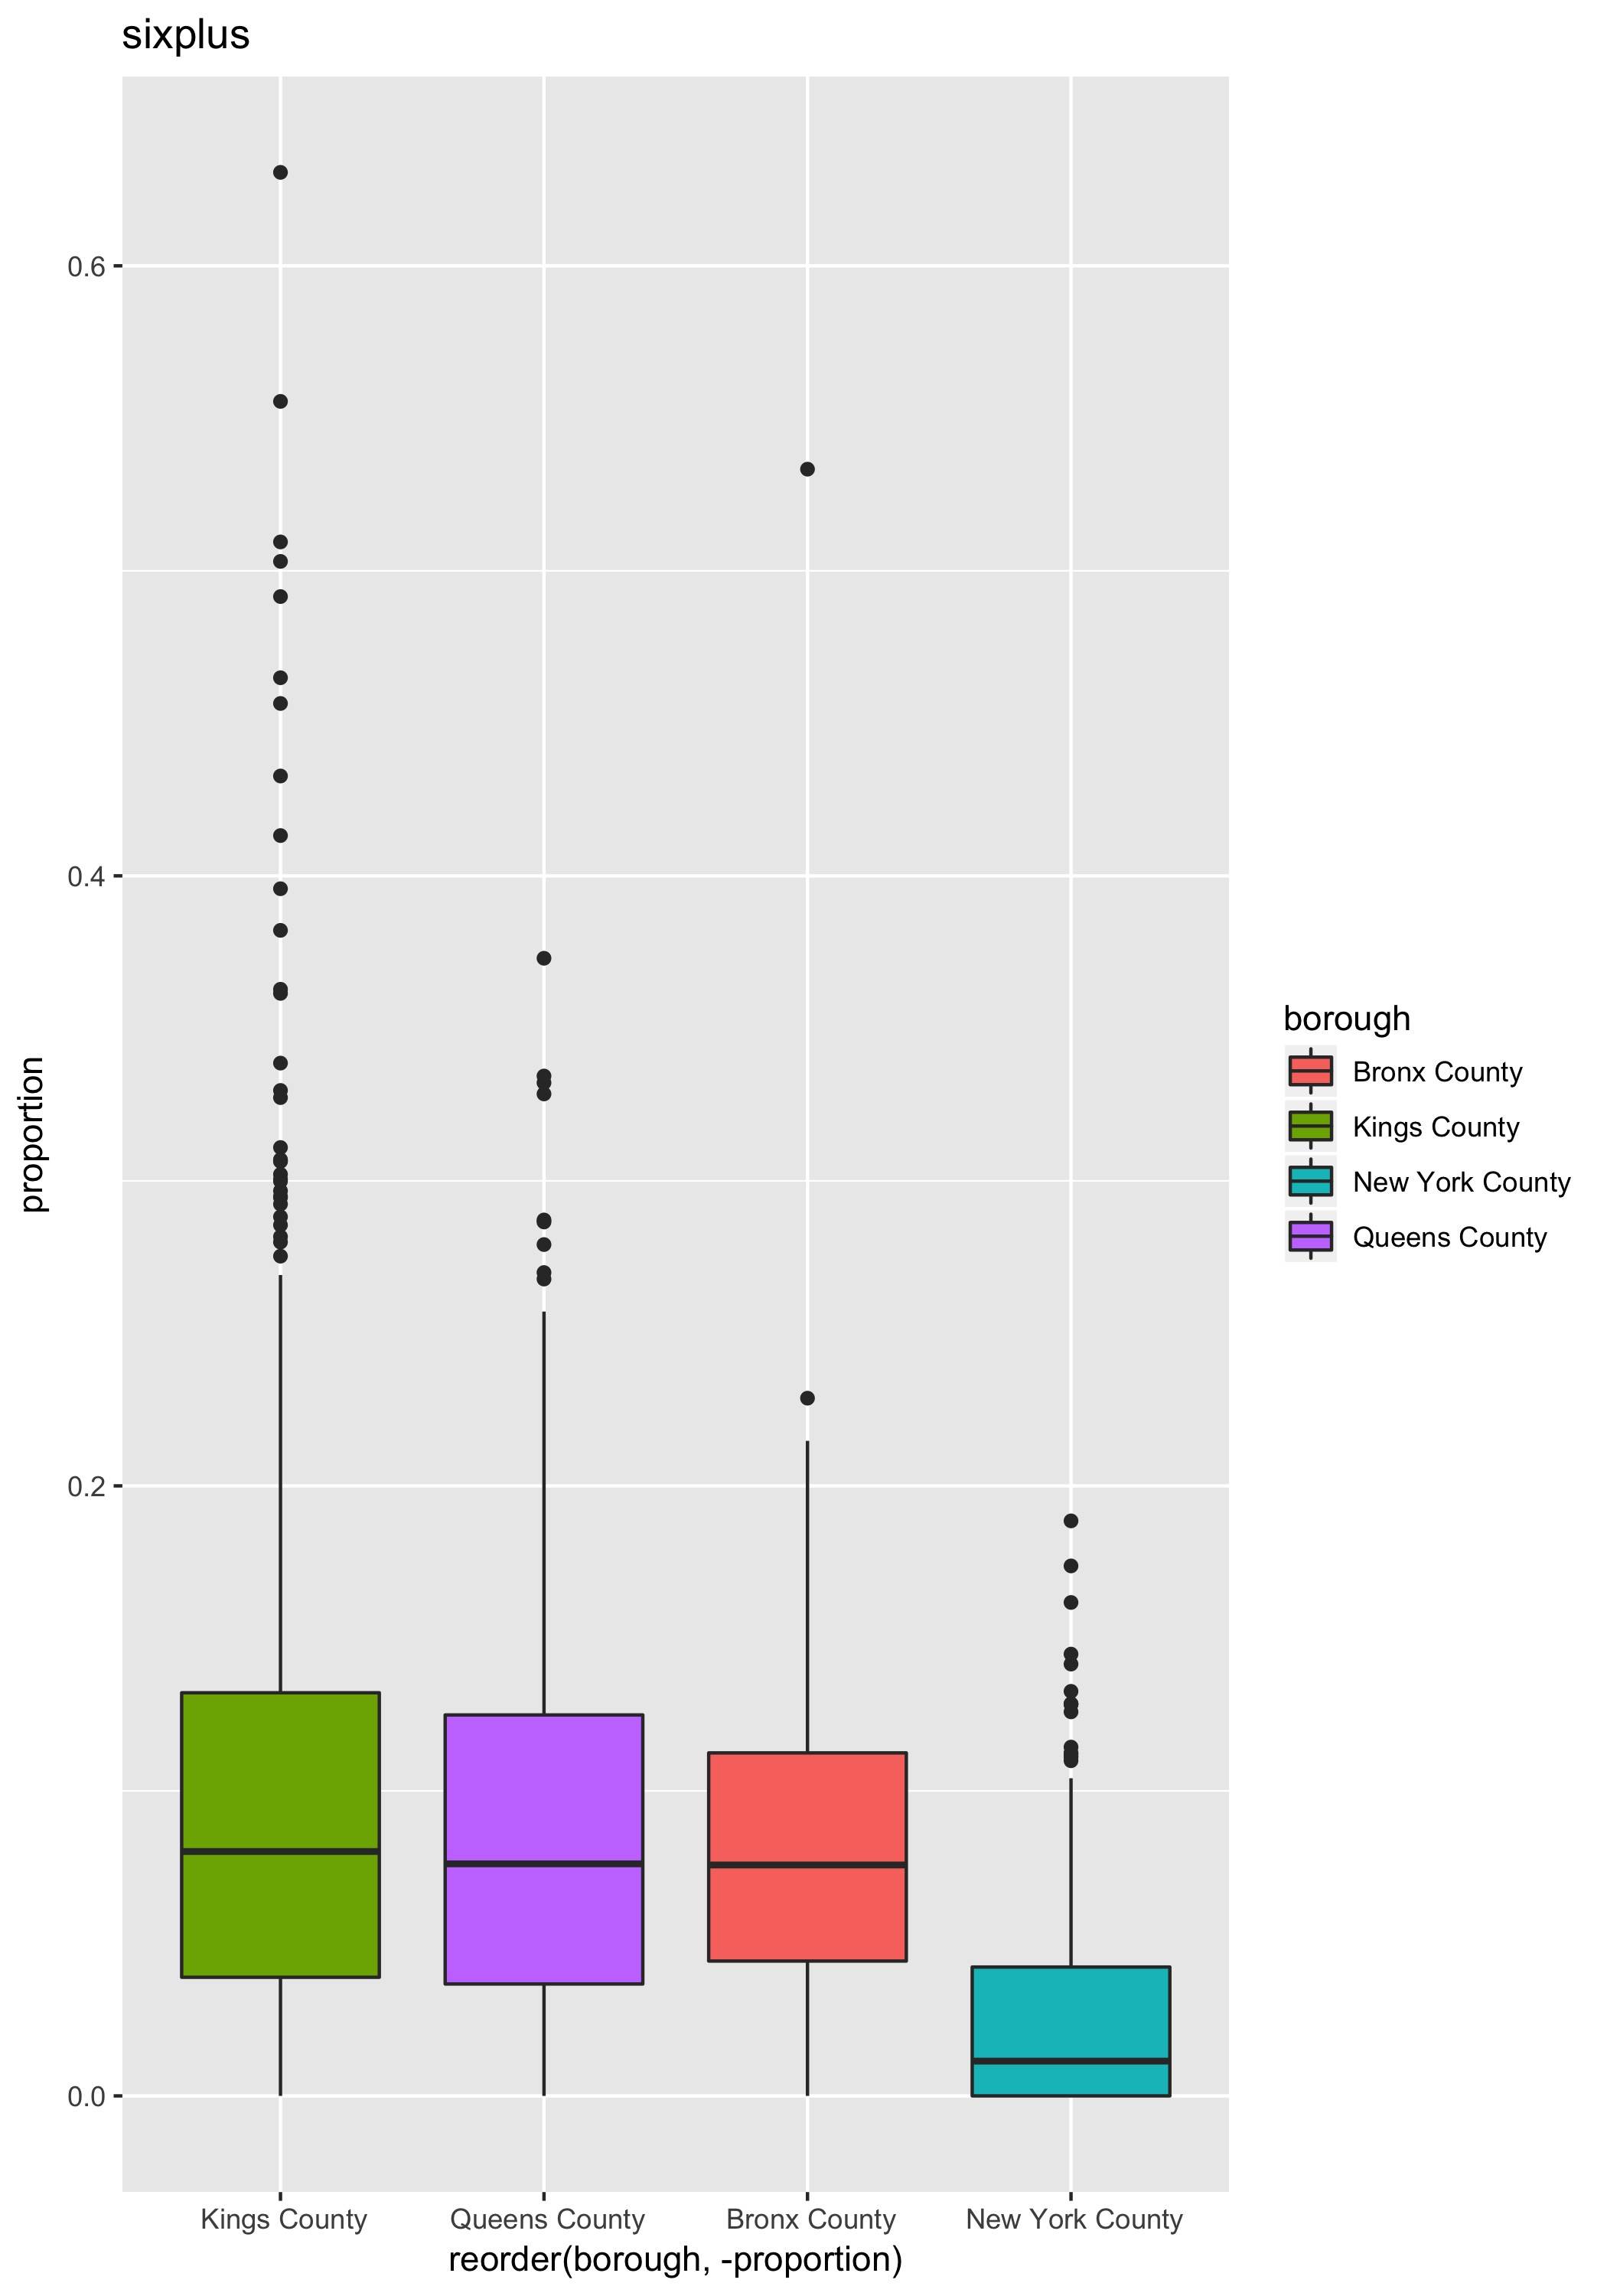 sixplus
0.6
0.4
0.2
0.0
proportion
Kings County
Queens County
Bronx County
New York County
reorder(borough, -proportion)
borough
Bronx County
Kings County
New York County
Queens County